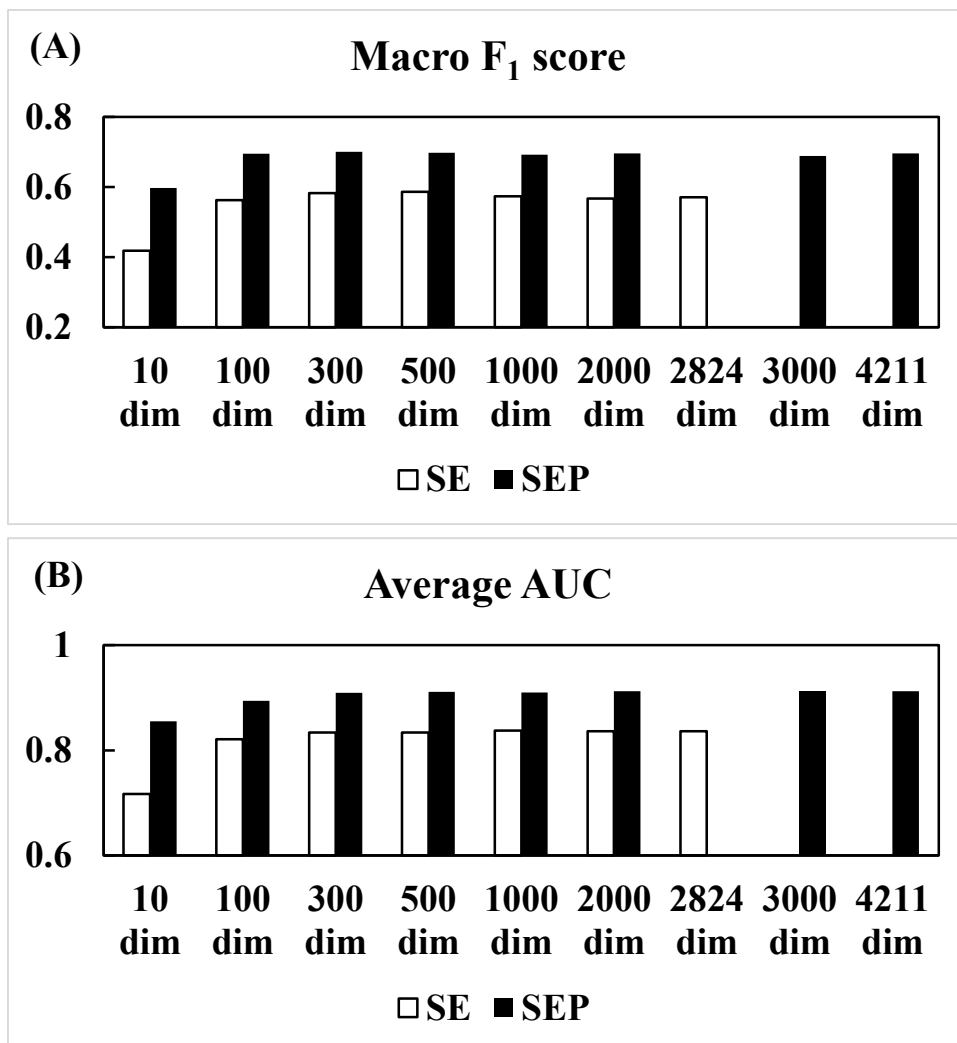 (A)
Macro F₁ score
0.8
0.6
0.4
0.2
10 100 300 500 1000 2000 2824 3000 4211
dim dim dim dim dim dim dim dim dim
SE SEP
(B)
Average AUC
1
0.8
0.6
10 100 300 500 1000 2000 2824 3000 4211
dim dim dim dim dim dim dim dim dim
SE SEP